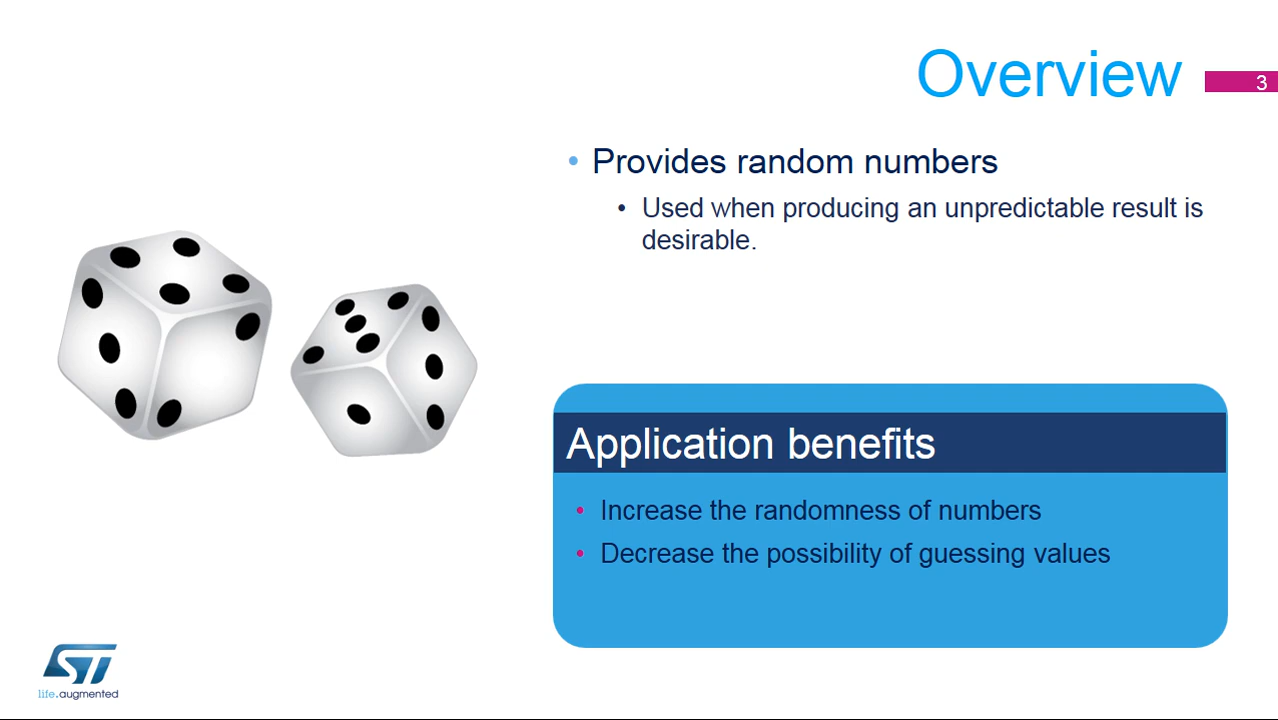 Overview
3
• Provides random numbers
• Used when producing an unpredictable result is
desirable.
Application benefits
• Increase the randomness of numbers
• Decrease the possibility of guessing values
ST
life.augmented